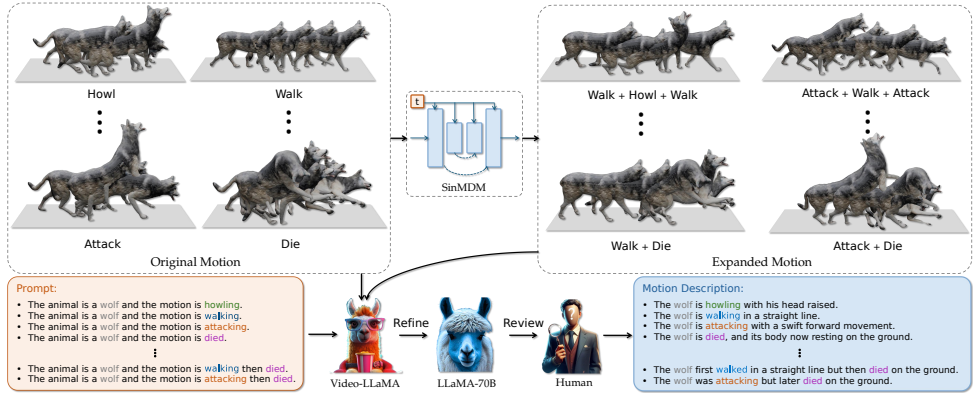 Howl
Walk
Attack
Die
Original Motion
t
SinMDM
Walk + Howl + Walk
Attack + Walk + Attack
Walk + Die
Attack + Die
Expanded Motion
Prompt:
• The animal is a wolf and the motion is howling.
• The animal is a wolf and the motion is walking.
• The animal is a wolf and the motion is attacking.
• The animal is a wolf and the motion is died.
• The animal is a wolf and the motion is walking then died.
• The animal is a wolf and the motion is attacking then died.
Video-LLaMA
Refine
LLaMA-70B
Review
Human
Motion Description:
• The wolf is howling with his head raised.
• The wolf is walking in a straight line.
• The wolf is attacking with a swift forward movement.
• The wolf is died, and its body now resting on the ground.
• The wolf first walked in a straight line but then died on the ground.
• The wolf was attacking but later died on the ground.